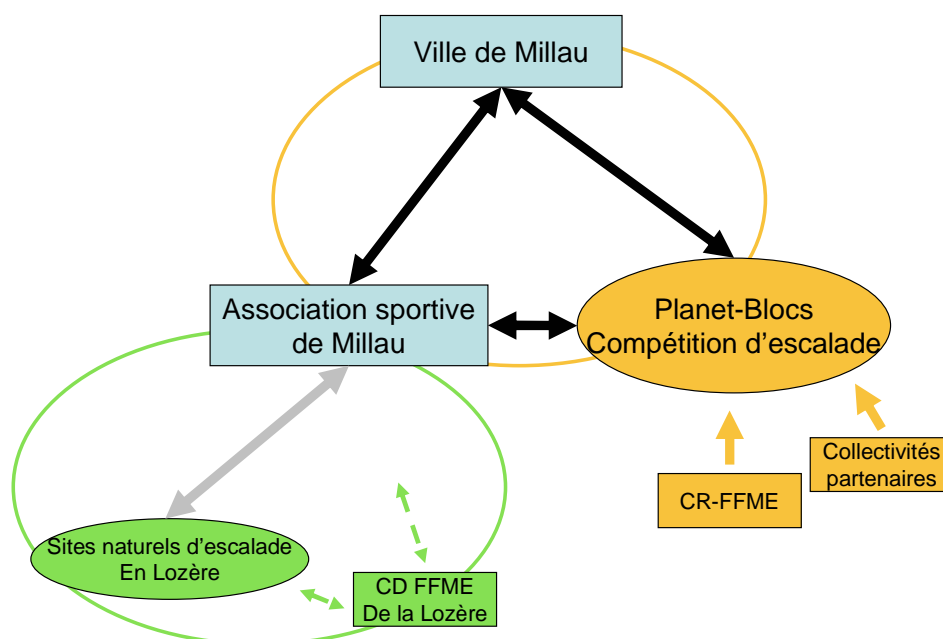 Ville de Millau
Association sportive
de Millau
Planet-Blocs
Compétition d'escalade
Collectivités
partenaires
CR-FFME
Sites naturels d'escalade
En Lozère
CD FFME
De la Lozère